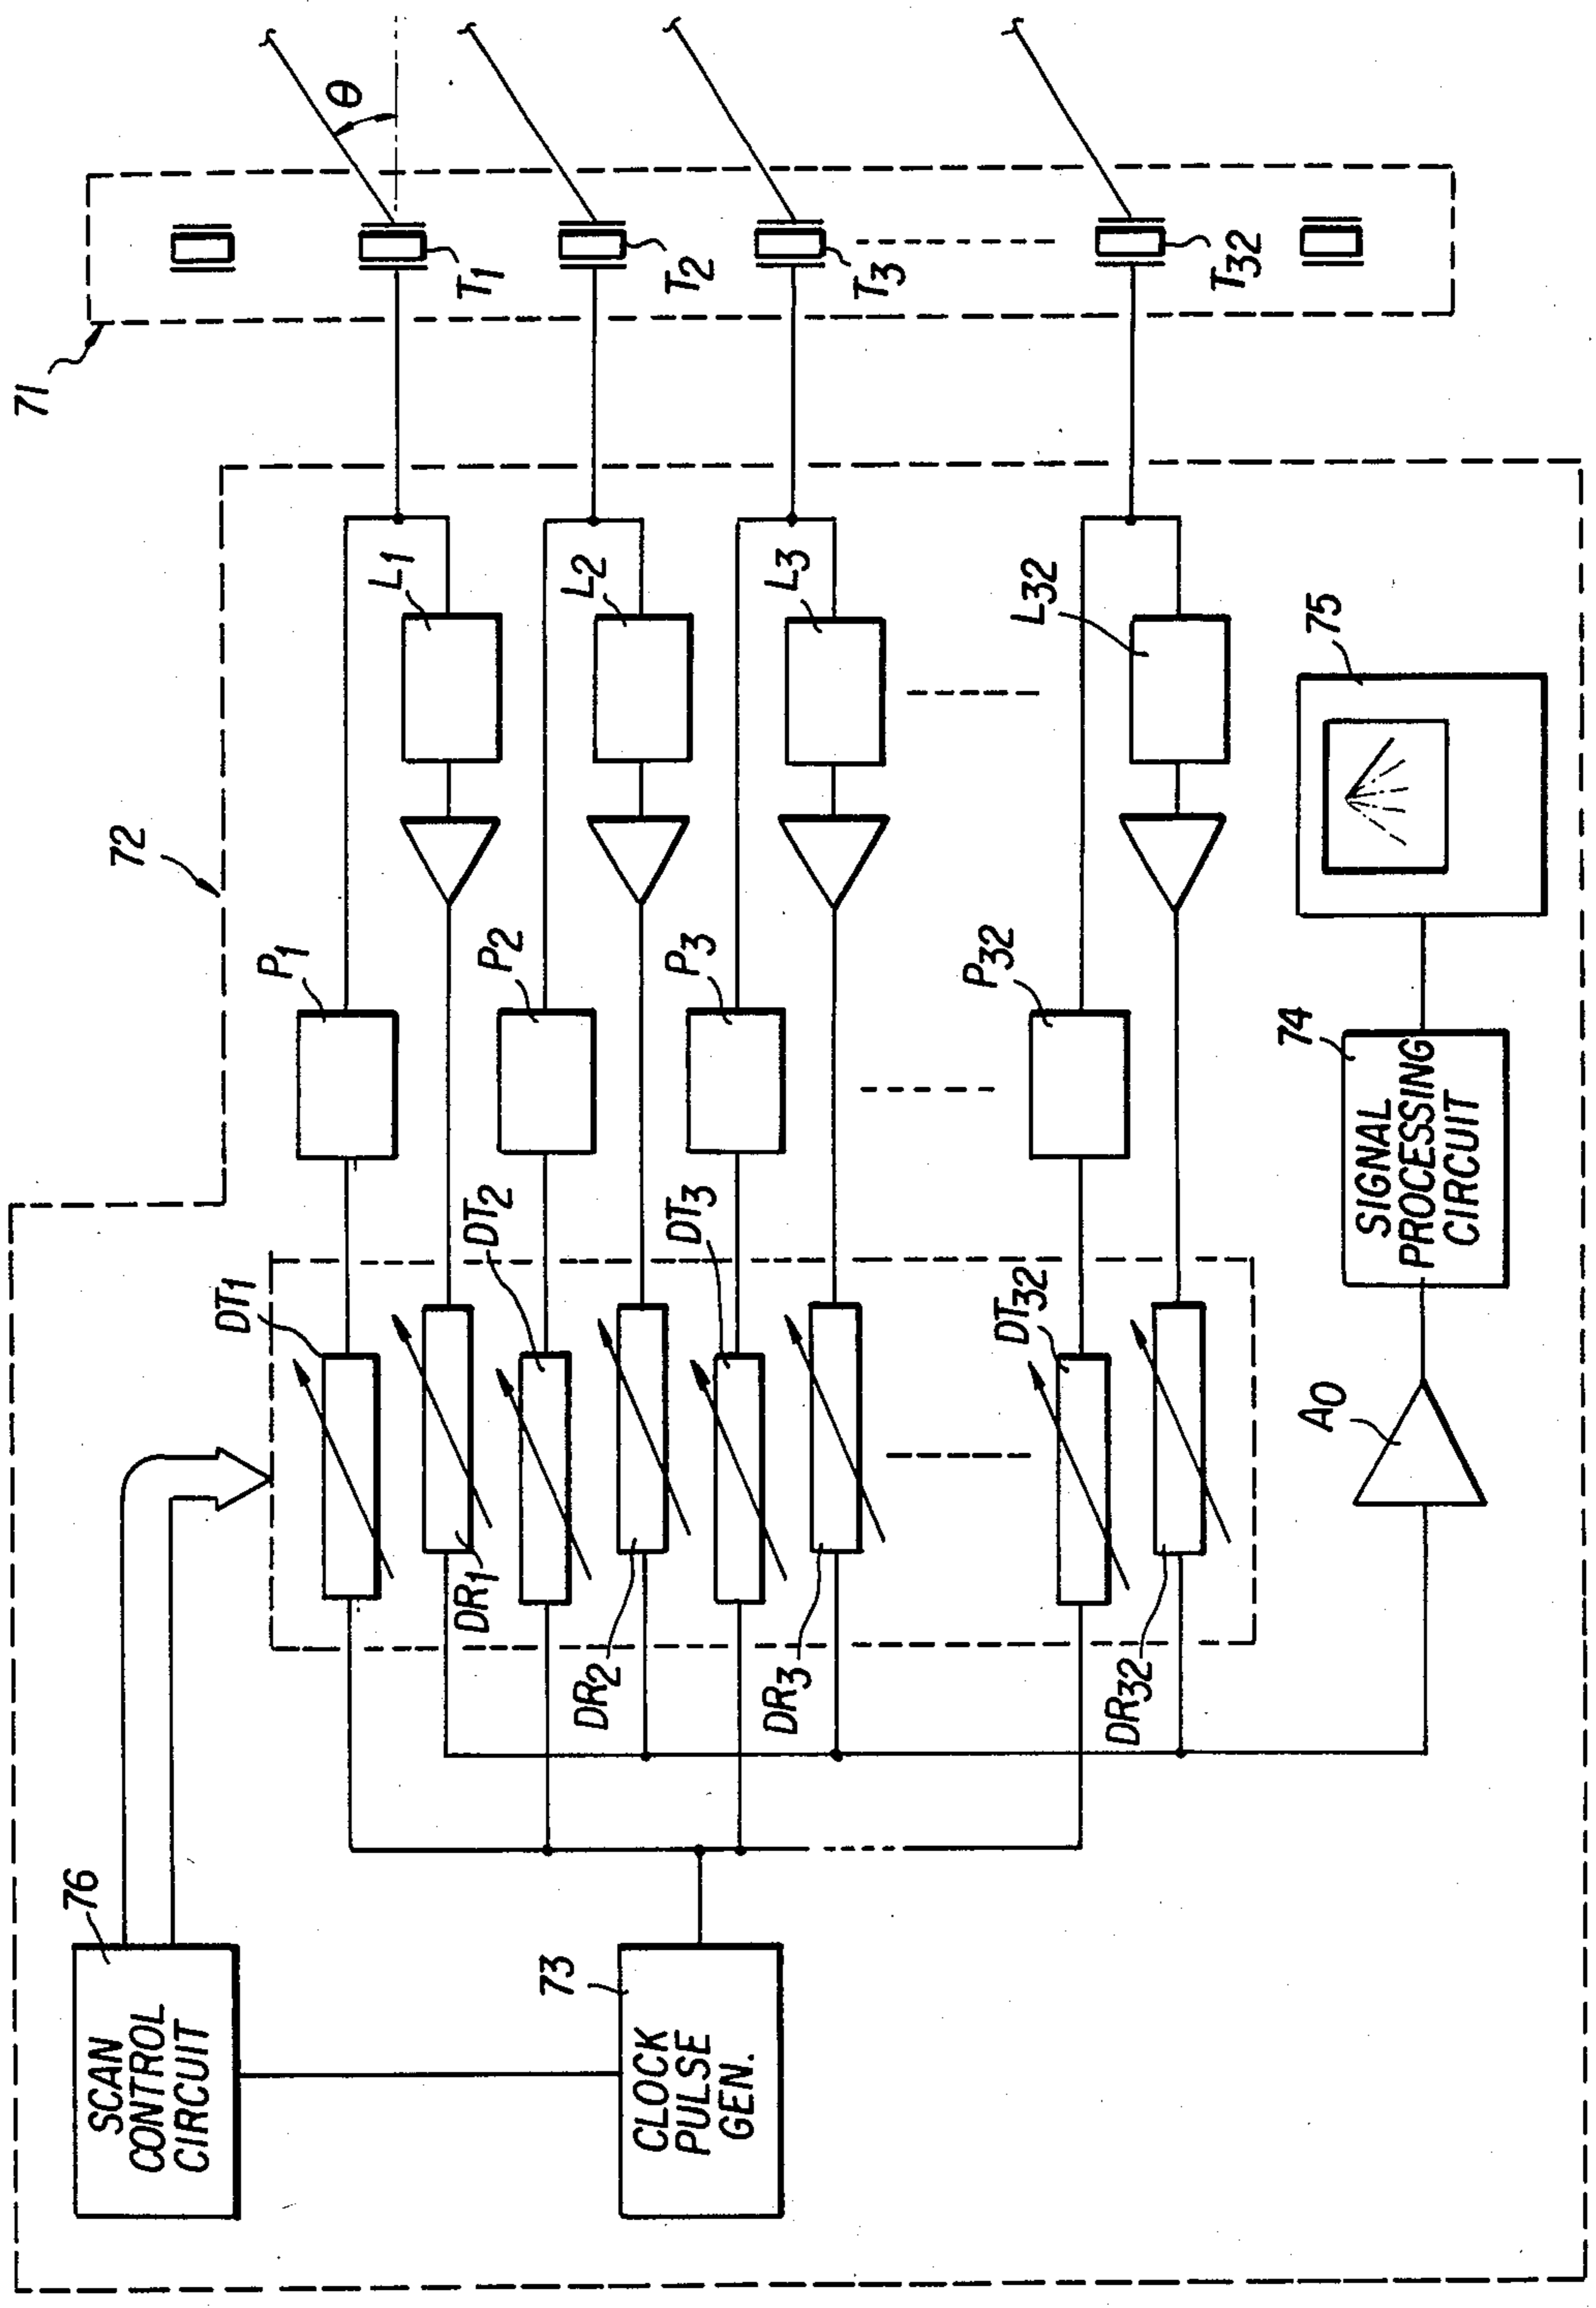 76
SCAN
CONTROL
CIRCUIT
73
CLOCK
PULSE
GEN.
72
71
DT1
DR1
DT2
DR2
DT3
DR3
DT32
DR32
P1
P2
P3
P32
L1
L2
L3
L32
T1
T2
T3
T32
θ
A0
74
SIGNAL
PROCESSING
CIRCUIT
75